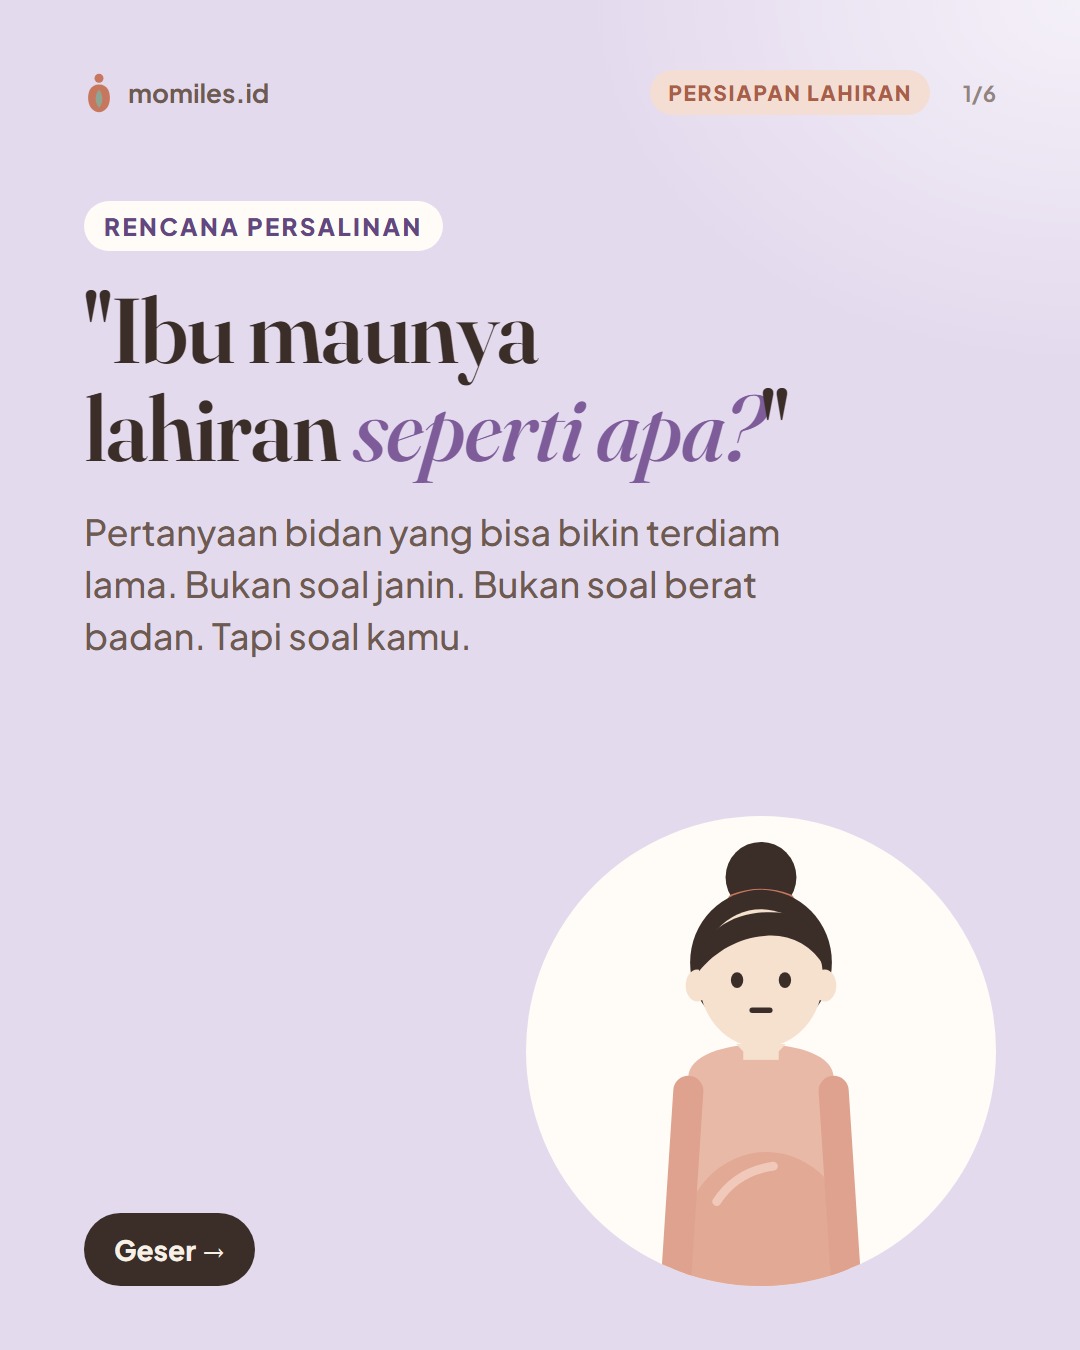 momiles.id
PERSIAPAN LAHIRAN
1/6
RENCANA PERSALINAN
"Ibu maunya
lahiran seperti apa?"
Pertanyaan bidan yang bisa bikin terdiam
lama. Bukan soal janin. Bukan soal berat
badan. Tapi soal kamu.
Geser →